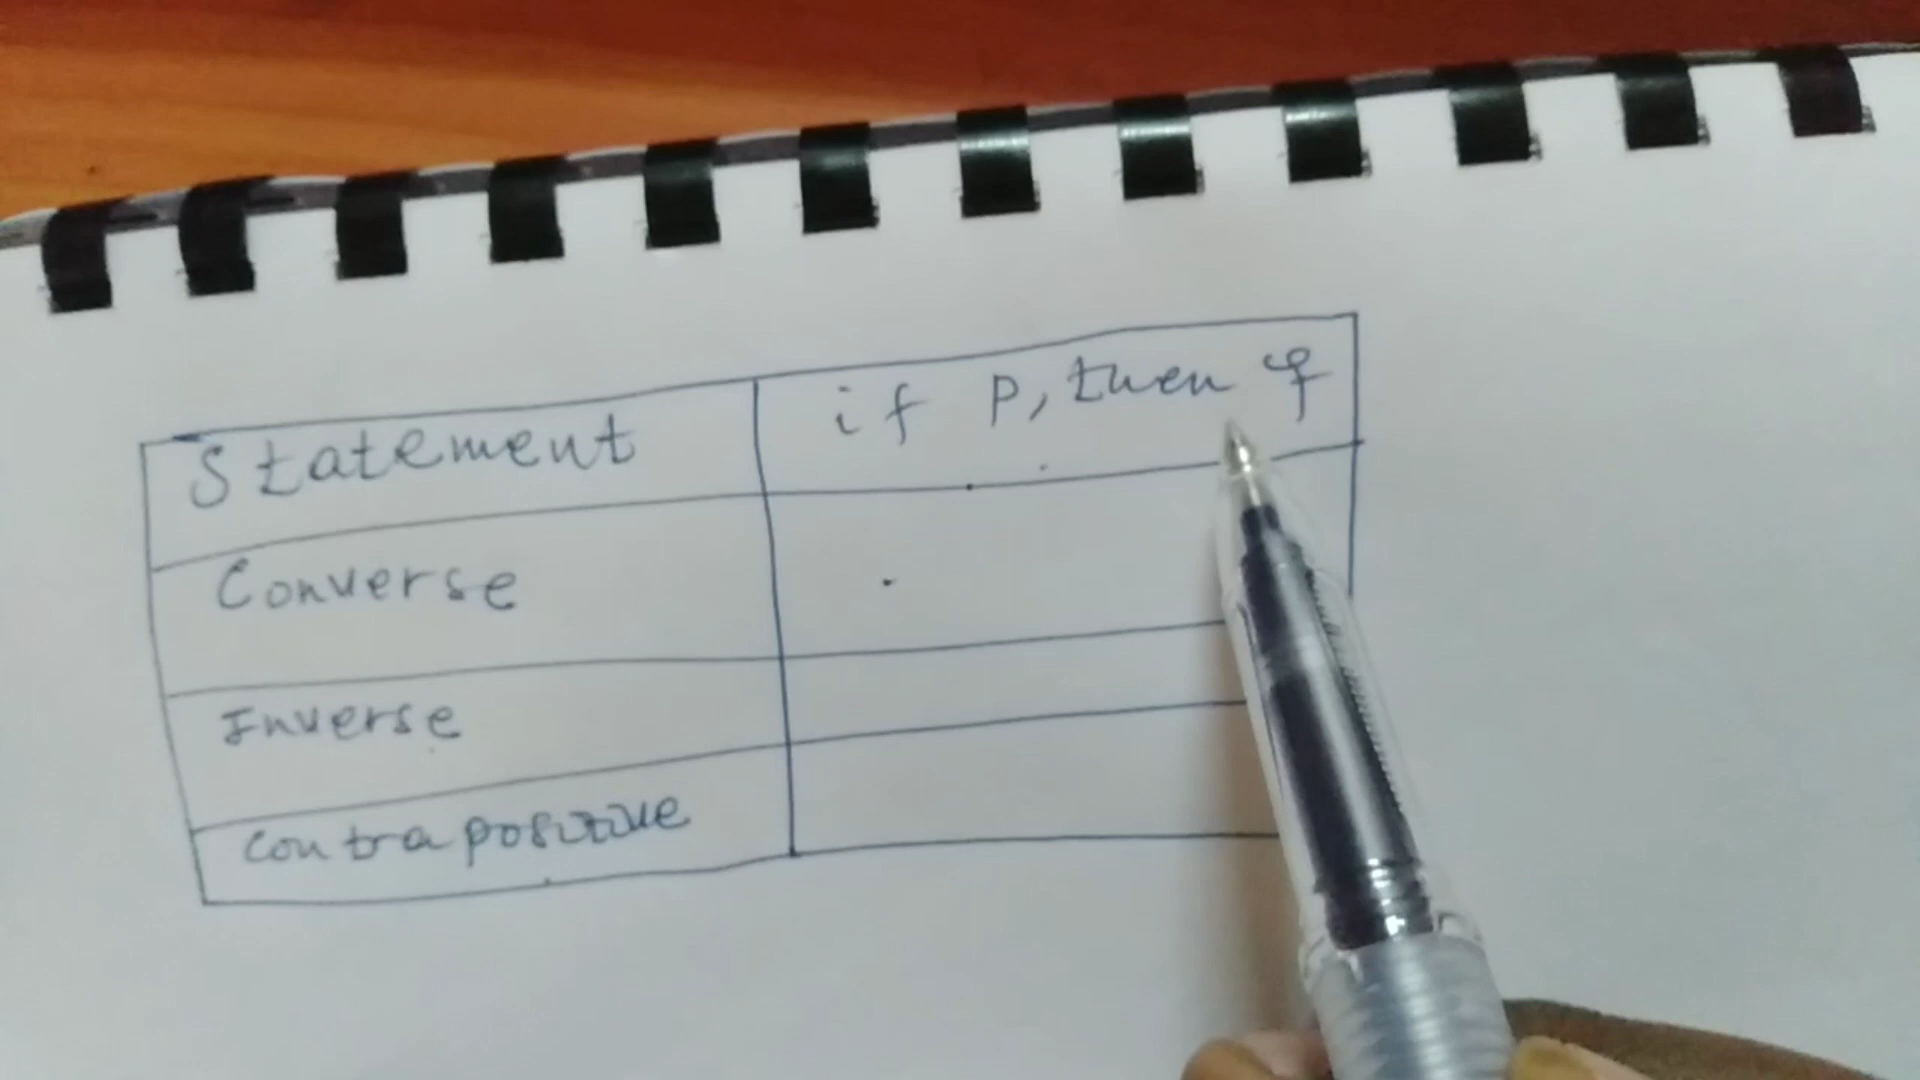 Statement if P, then q
Converse
Inverse
Contrapositive